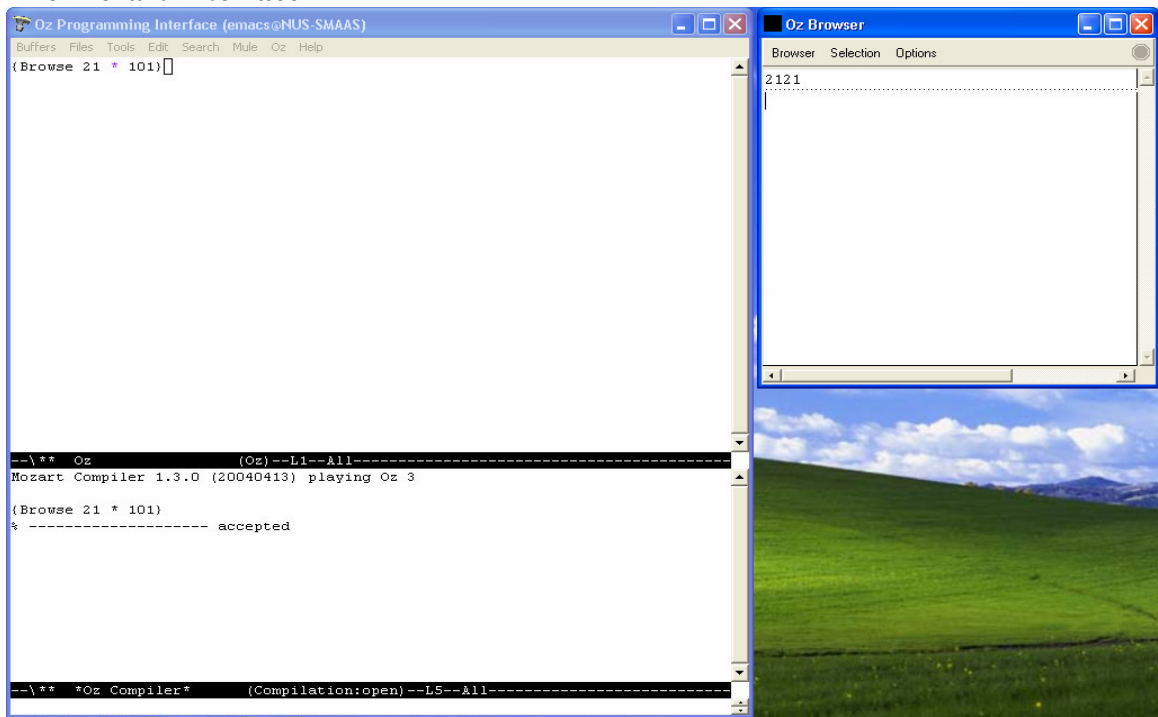 Oz Programming Interface (emacs@NUS-SMAAS)
Buffers Files Tools Edit Search Mule Oz Help
{Browse 21 * 101}
--\** Oz (Oz)--L1--All------------------------------------------
Mozart Compiler 1.3.0 (20040413) playing Oz 3
{Browse 21 * 101}
% -------------------- accepted
--\** *Oz Compiler* (Compilation:open)--L5--All---------------------------
Oz Browser
Browser Selection Options
2121